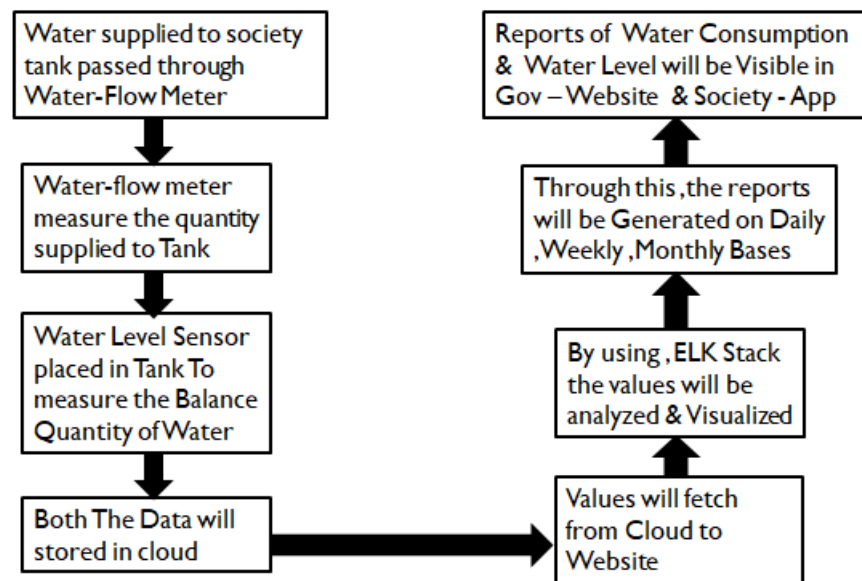 Water supplied to society
tank passed through
Water-Flow Meter
Water-flow meter
measure the quantity
supplied to Tank
Water Level Sensor
placed in Tank To
measure the Balance
Quantity of Water
Both The Data will
stored in cloud
Values will fetch
from Cloud to
Website
By using ,ELK Stack
the values will be
analyzed & Visualized
Through this ,the reports
will be Generated on Daily
,Weekly ,Monthly Bases
Reports of Water Consumption
& Water Level will be Visible in
Gov – Website & Society - App